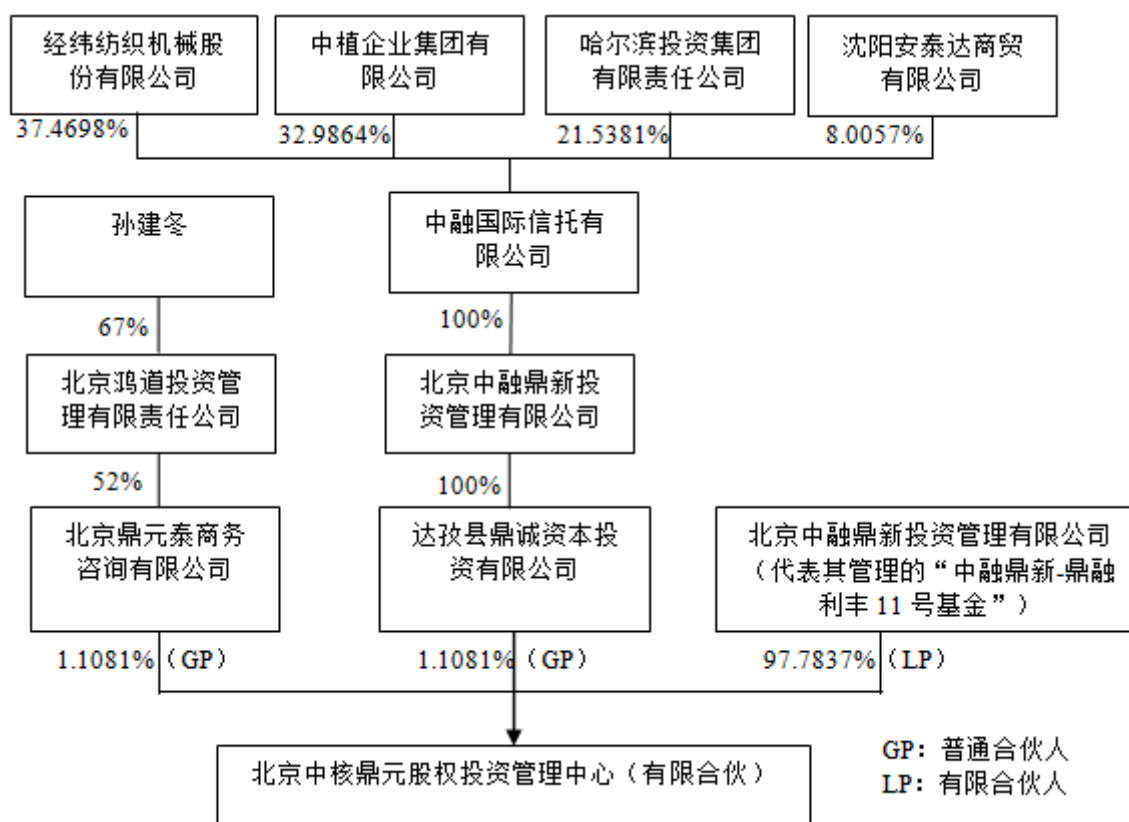 经纬纺织机械股
份有限公司
中植企业集团有
限公司
哈尔滨投资集团
有限责任公司
沈阳安泰达商贸
有限公司
37.4698%
32.9864%
21.5381%
8.0057%
孙建冬
中融国际信托有
限公司
67%
100%
北京鸿道投资管
理有限责任公司
北京中融鼎新投
资管理有限公司
52%
100%
北京鼎元泰商务
咨询有限公司
达孜县鼎诚资本投
资有限公司
北京中融鼎新投资管理有限公司
（代表其管理的“中融鼎新-鼎融
利丰 11 号基金”）
1.1081%（GP）
1.1081%（GP）
97.7837%（LP）
北京中核鼎元股权投资管理中心（有限合伙）
GP：普通合伙人
LP：有限合伙人